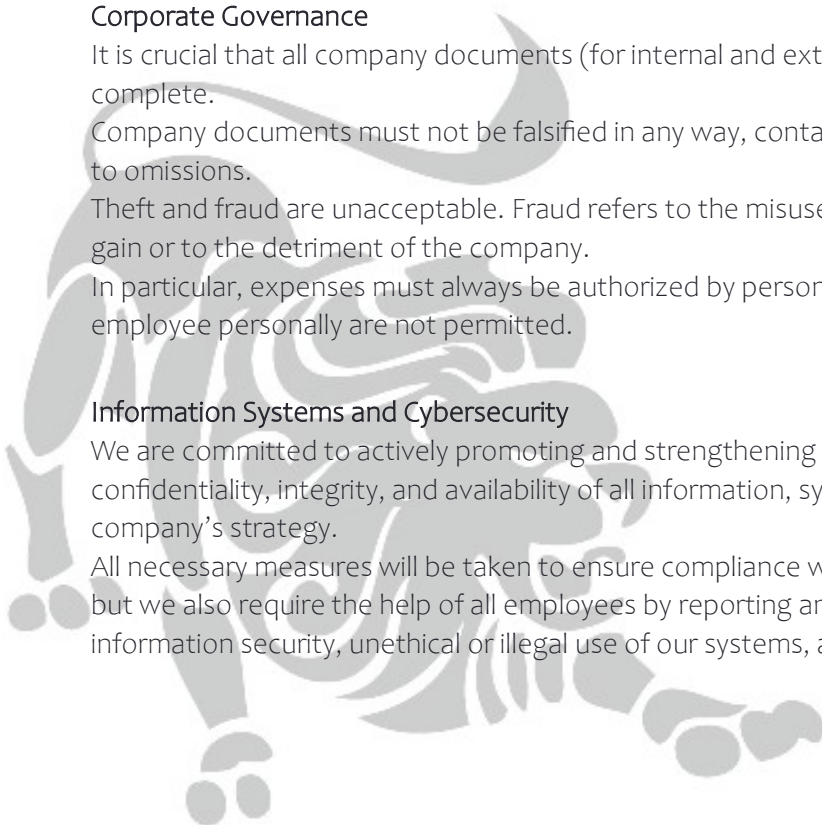 Corporate Governance
It is crucial that all company documents (for internal and ext
complete.
Company documents must not be falsified in any way, conta
to omissions.
Theft and fraud are unacceptable. Fraud refers to the misuse
gain or to the detriment of the company.
In particular, expenses must always be authorized by person
employee personally are not permitted.
Information Systems and Cybersecurity
We are committed to actively promoting and strengthening
confidentiality, integrity, and availability of all information, sy
company’s strategy.
All necessary measures will be taken to ensure compliance w
but we also require the help of all employees by reporting an
information security, unethical or illegal use of our systems, a